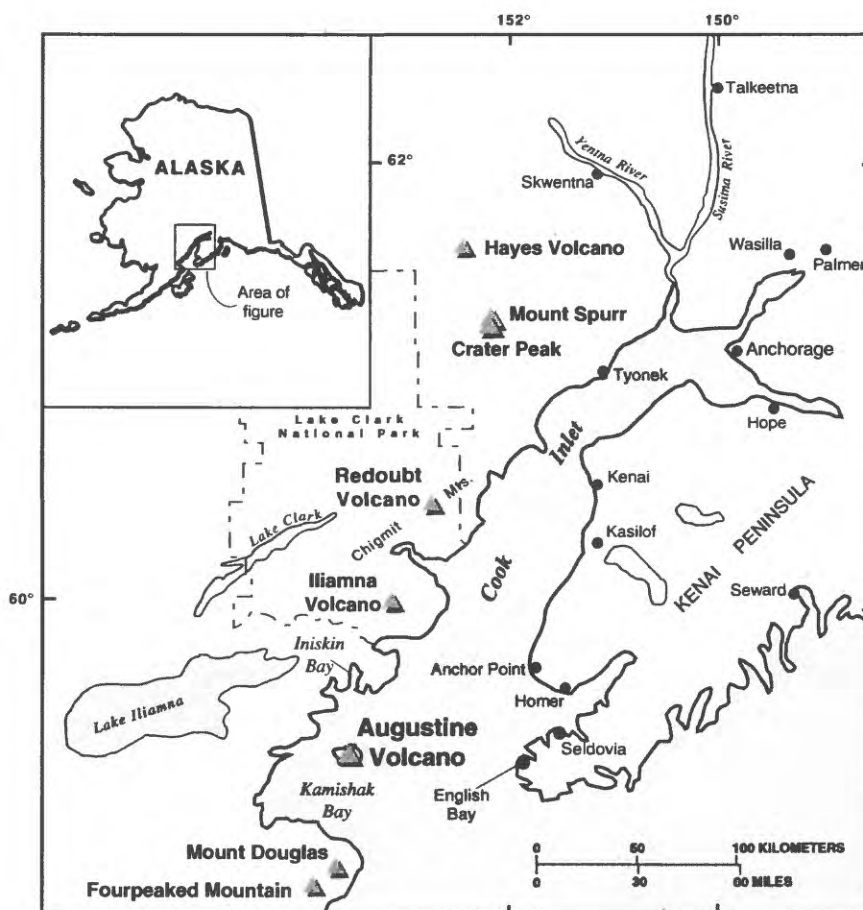 152°
150°
Talkeetna
ALASKA
62°
Yentna River
Susitna River
Skwentna
Hayes Volcano
Wasilla
Palmer
Area of
figure
Mount Spurr
Crater Peak
Anchorage
Tyonek
Lake Clark
National Park
Hope
Inlet
Redoubt
Volcano
Mts.
Kenai
Lake Clark
Chigmit
Kasilof
KENAI PENINSULA
Cook
60°
Iliamna
Volcano
Seward
Iniskin
Bay
Anchor Point
Homer
Lake Iliamna
Augustine
Volcano
Seldovia
English
Bay
Kamishak
Bay
0 50 100 KILOMETERS
0 30 60 MILES
Mount Douglas
Fourpeaked Mountain